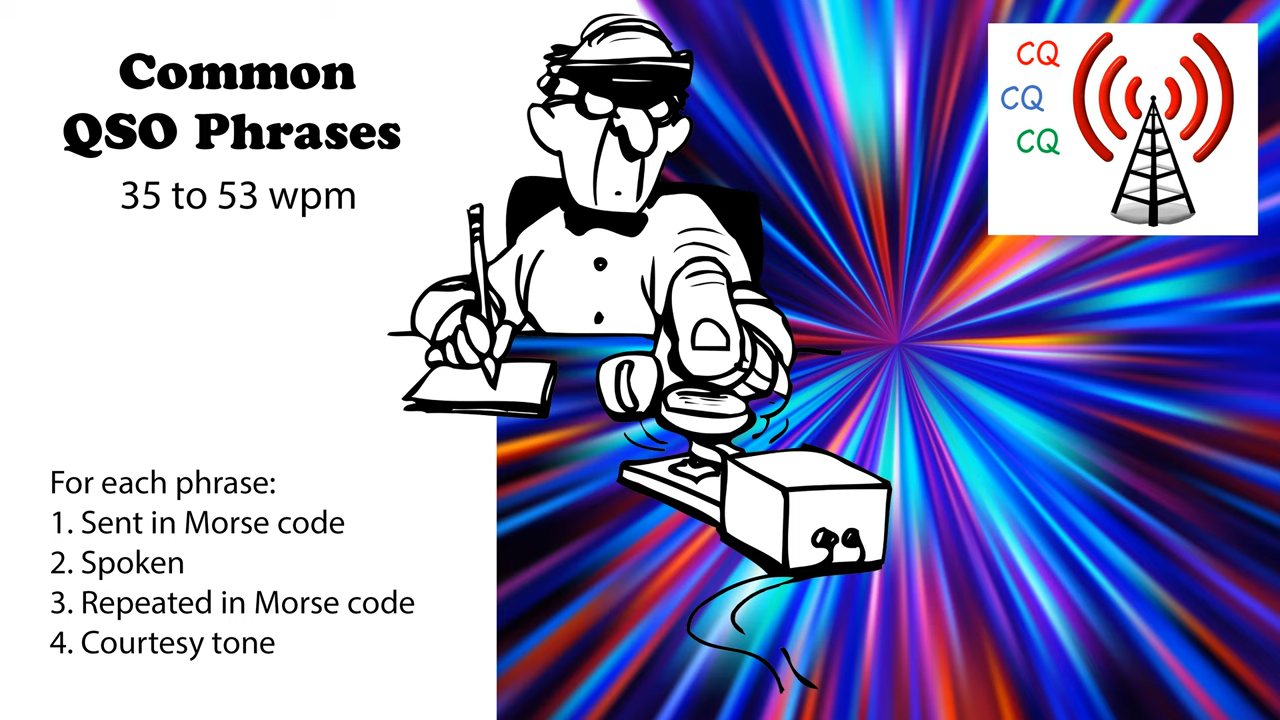 Common
QSO Phrases
35 to 53 wpm
CQ
CQ
CQ
For each phrase:
1. Sent in Morse code
2. Spoken
3. Repeated in Morse code
4. Courtesy tone